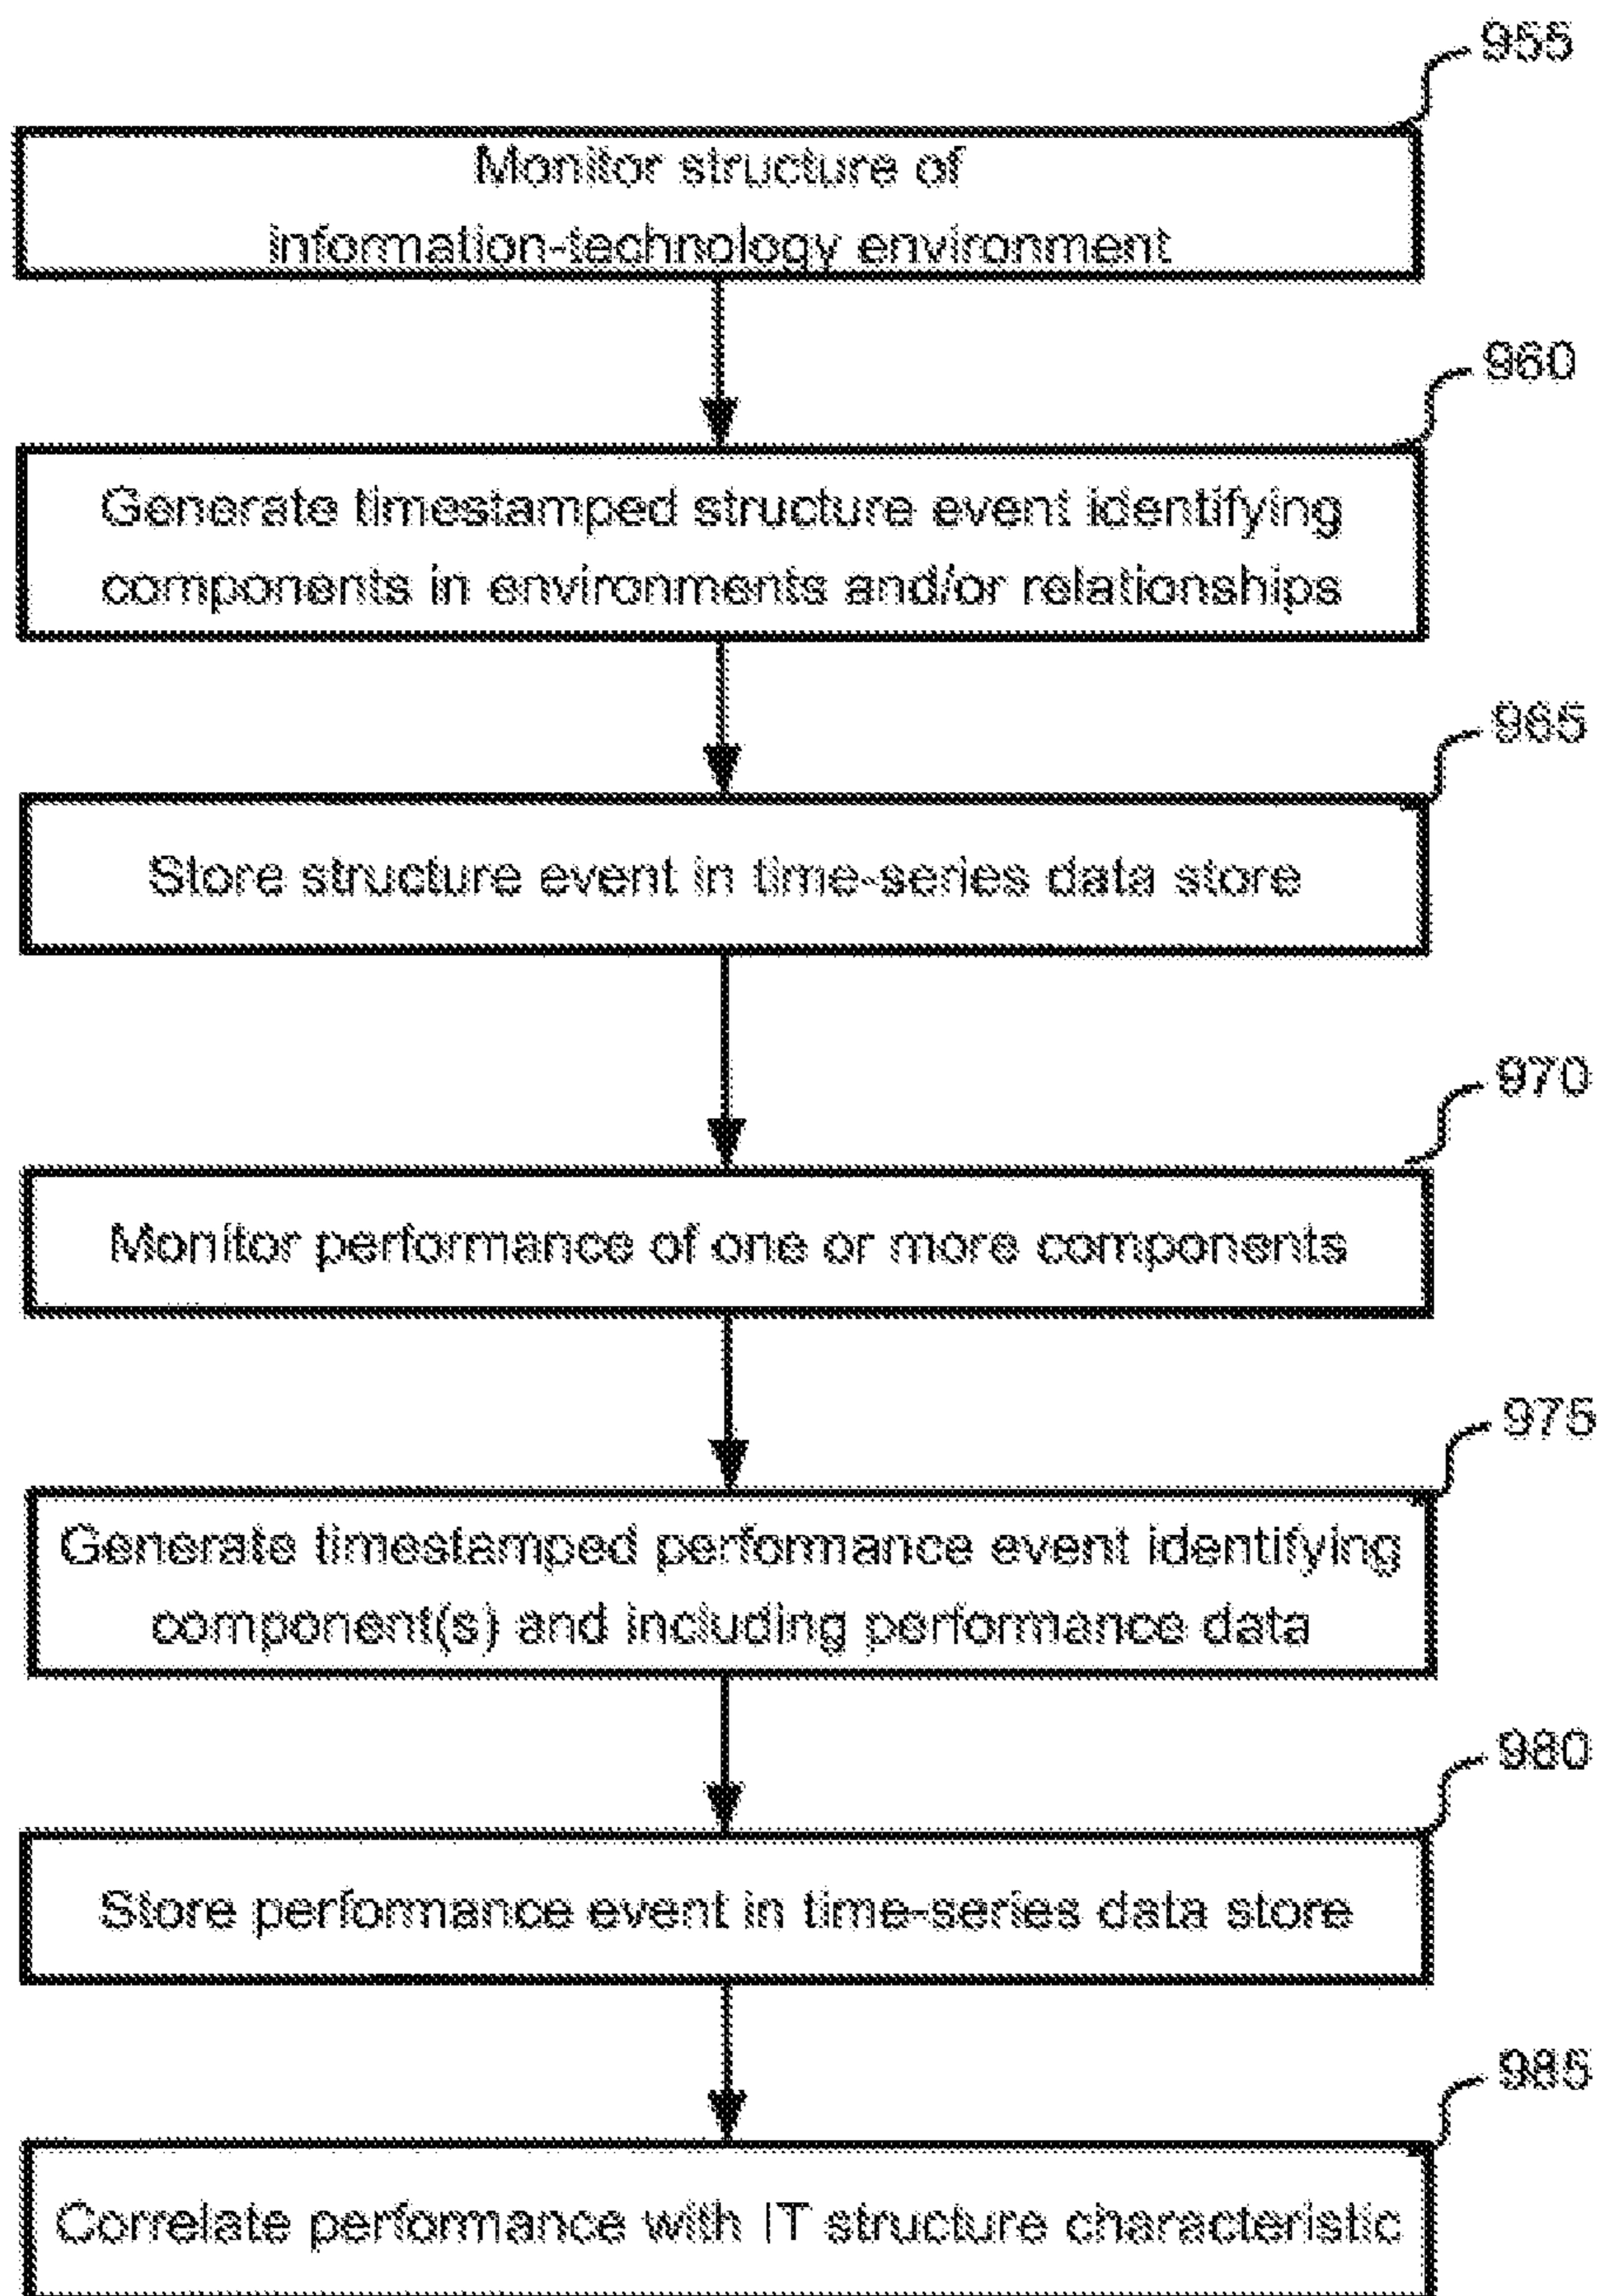 955
Monitor structure of
information-technology environment
960
Generate timestamped structure event identifying
components in environments and/or relationships
965
Store structure event in time-series data store
970
Monitor performance of one or more components
975
Generate timestamped performance event identifying
component(s) and including performance data
980
Store performance event in time-series data store
985
Correlate performance with IT structure characteristic